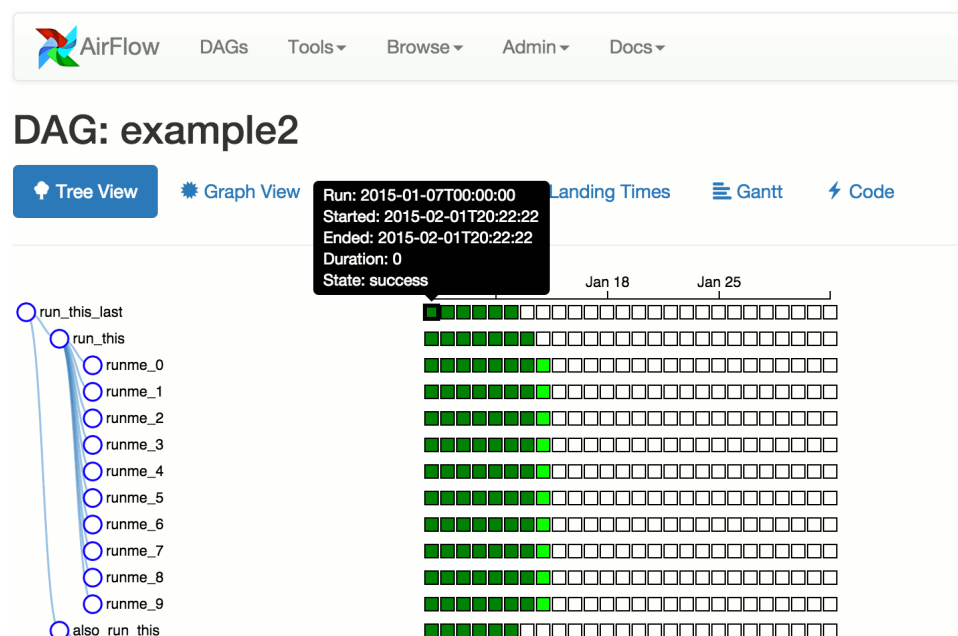 AirFlow DAGs Tools Browse Admin Docs
DAG: example2
Tree View Graph View Landing Times Gantt Code
Run: 2015-01-07T00:00:00
Started: 2015-02-01T20:22:22
Ended: 2015-02-01T20:22:22
Duration: 0
State: success
Jan 18 Jan 25
run_this_last
run_this
runme_0
runme_1
runme_2
runme_3
runme_4
runme_5
runme_6
runme_7
runme_8
runme_9
also_run_this